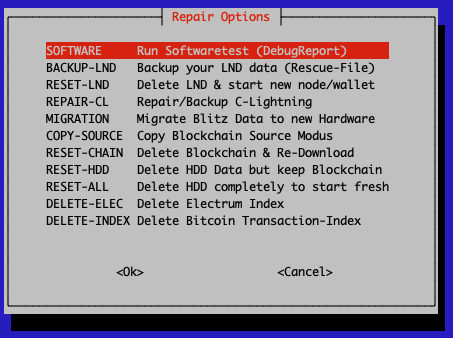 Repair Options
SOFTWARE Run Softwaretest (DebugReport)
BACKUP-LND Backup your LND data (Rescue-File)
RESET-LND Delete LND & start new node/wallet
REPAIR-CL Repair/Backup C-Lightning
MIGRATION Migrate Blitz Data to new Hardware
COPY-SOURCE Copy Blockchain Source Modus
RESET-CHAIN Delete Blockchain & Re-Download
RESET-HDD Delete HDD Data but keep Blockchain
RESET-ALL Delete HDD completely to start fresh
DELETE-ELEC Delete Electrum Index
DELETE-INDEX Delete Bitcoin Transaction-Index
<Ok> <Cancel>